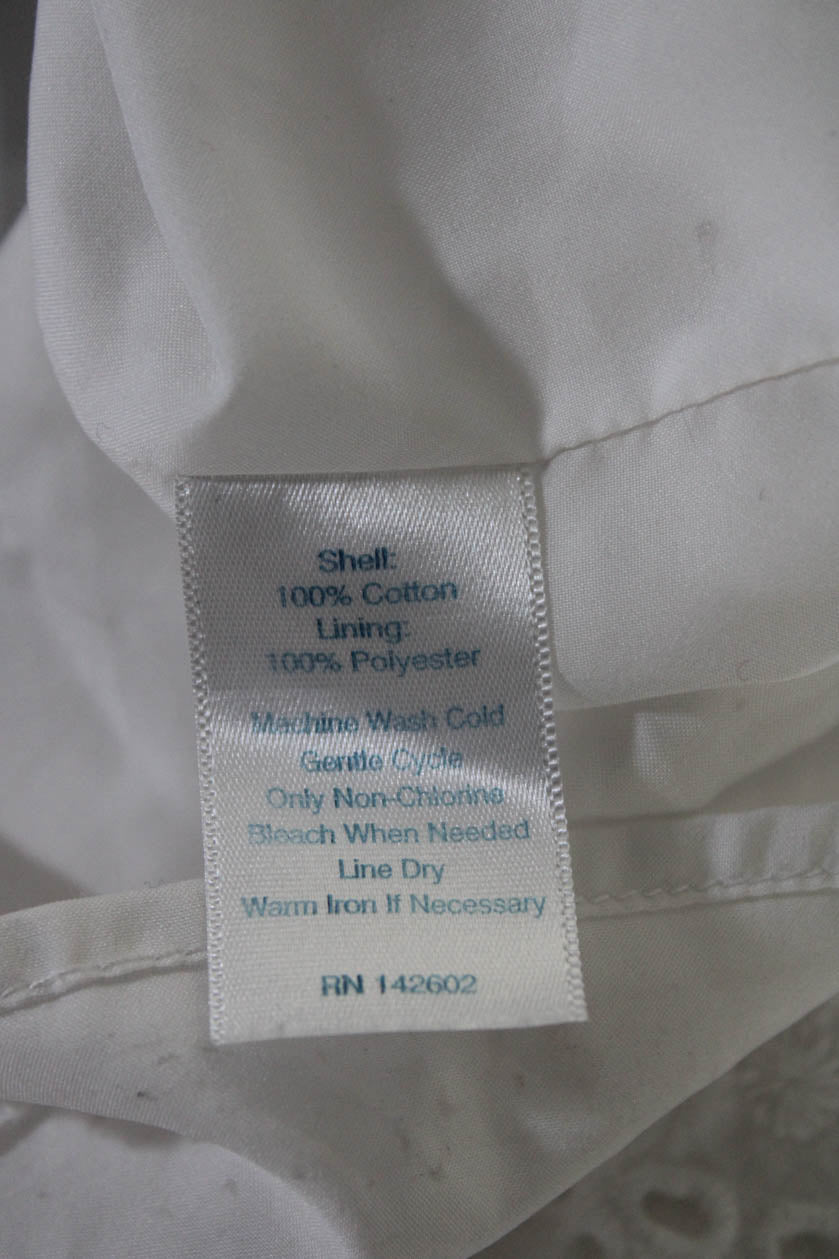 Shell:
100% Cotton
Lining:
100% Polyester
Machine Wash Cold
Gentle Cycle
Only Non-Chlorine
Bleach When Needed
Line Dry
Warm Iron If Necessary
RN 142602